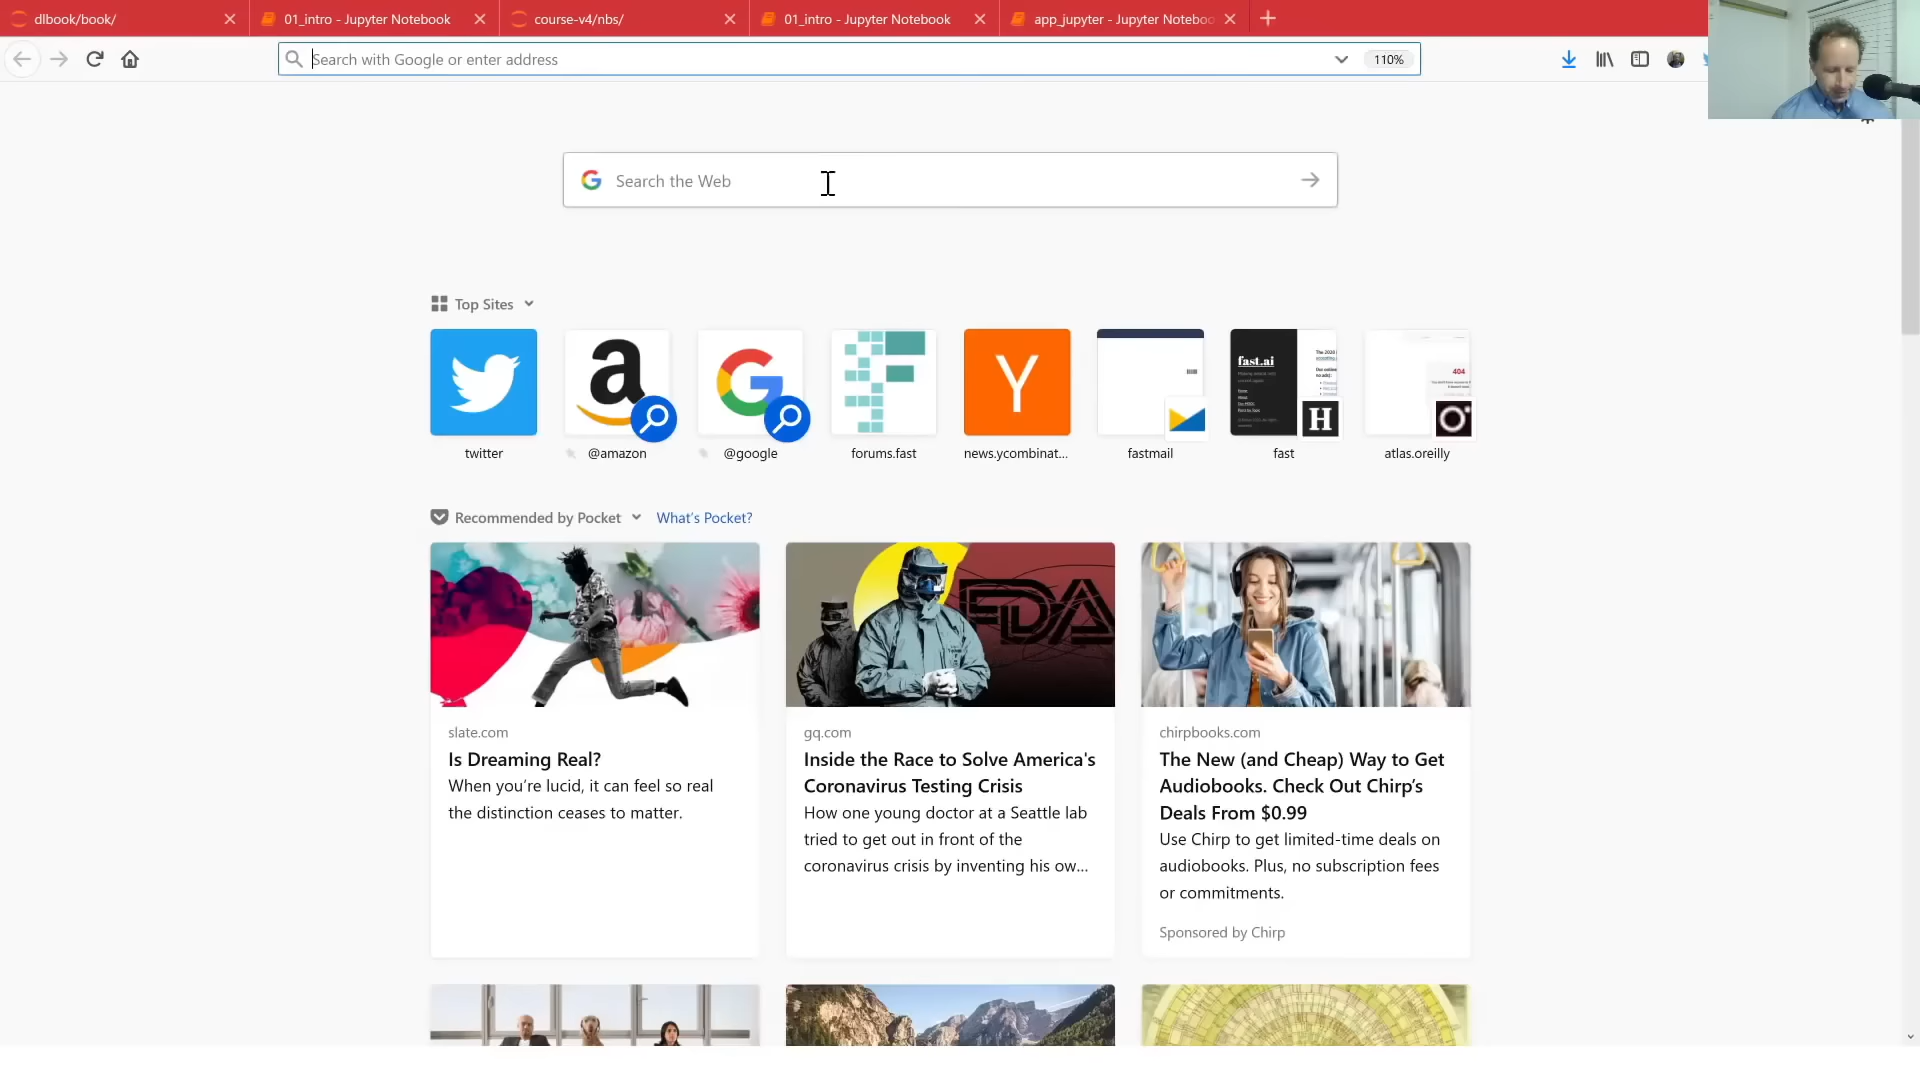 dlbook/book/
01_intro - Jupyter Notebook
course-v4/nbs/
01_intro - Jupyter Notebook
app_jupyter - Jupyter Noteboo
Search with Google or enter address
110%
Search the Web
Top Sites
fast.ai
404
H
twitter
@amazon
@google
forums.fast
news.ycombinat...
fastmail
fast
atlas.oreilly
Recommended by Pocket
What's Pocket?
FDA
slate.com
Is Dreaming Real?
When you're lucid, it can feel so real
the distinction ceases to matter.
gq.com
Inside the Race to Solve America's
Coronavirus Testing Crisis
How one young doctor at a Seattle lab
tried to get out in front of the
coronavirus crisis by inventing his ow...
chirpbooks.com
The New (and Cheap) Way to Get
Audiobooks. Check Out Chirp's
Deals From $0.99
Use Chirp to get limited-time deals on
audiobooks. Plus, no subscription fees
or commitments.
Sponsored by Chirp